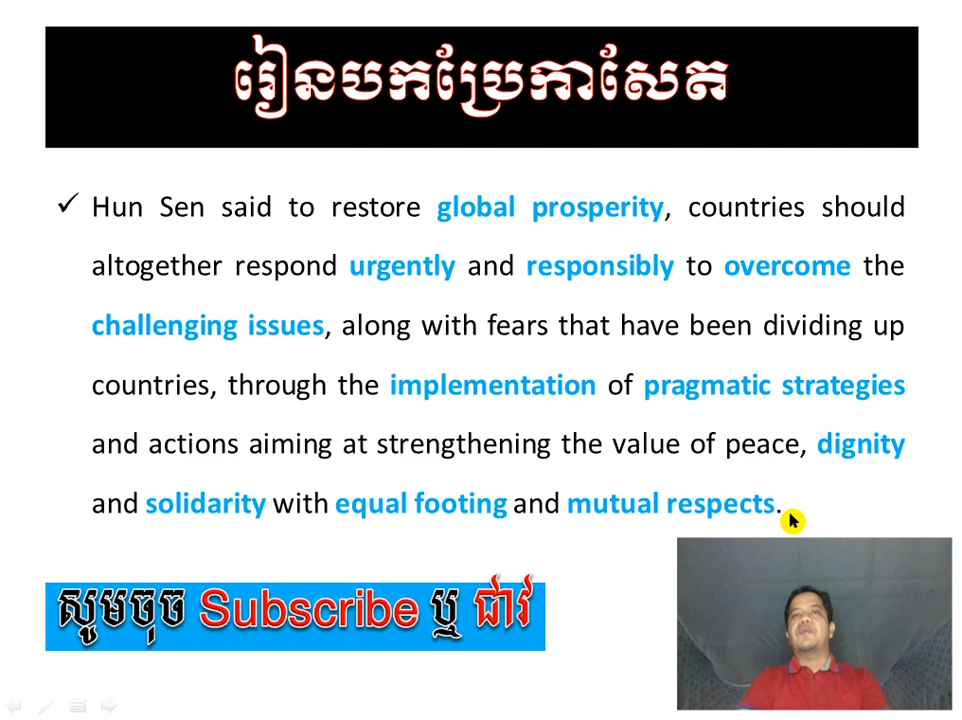 រៀនបកប្រែកាសែត
✓ Hun Sen said to restore global prosperity, countries should
altogether respond urgently and responsibly to overcome the
challenging issues, along with fears that have been dividing up
countries, through the implementation of pragmatic strategies
and actions aiming at strengthening the value of peace, dignity
and solidarity with equal footing and mutual respects.
សូមចុច Subscribe ឬ ជាវ